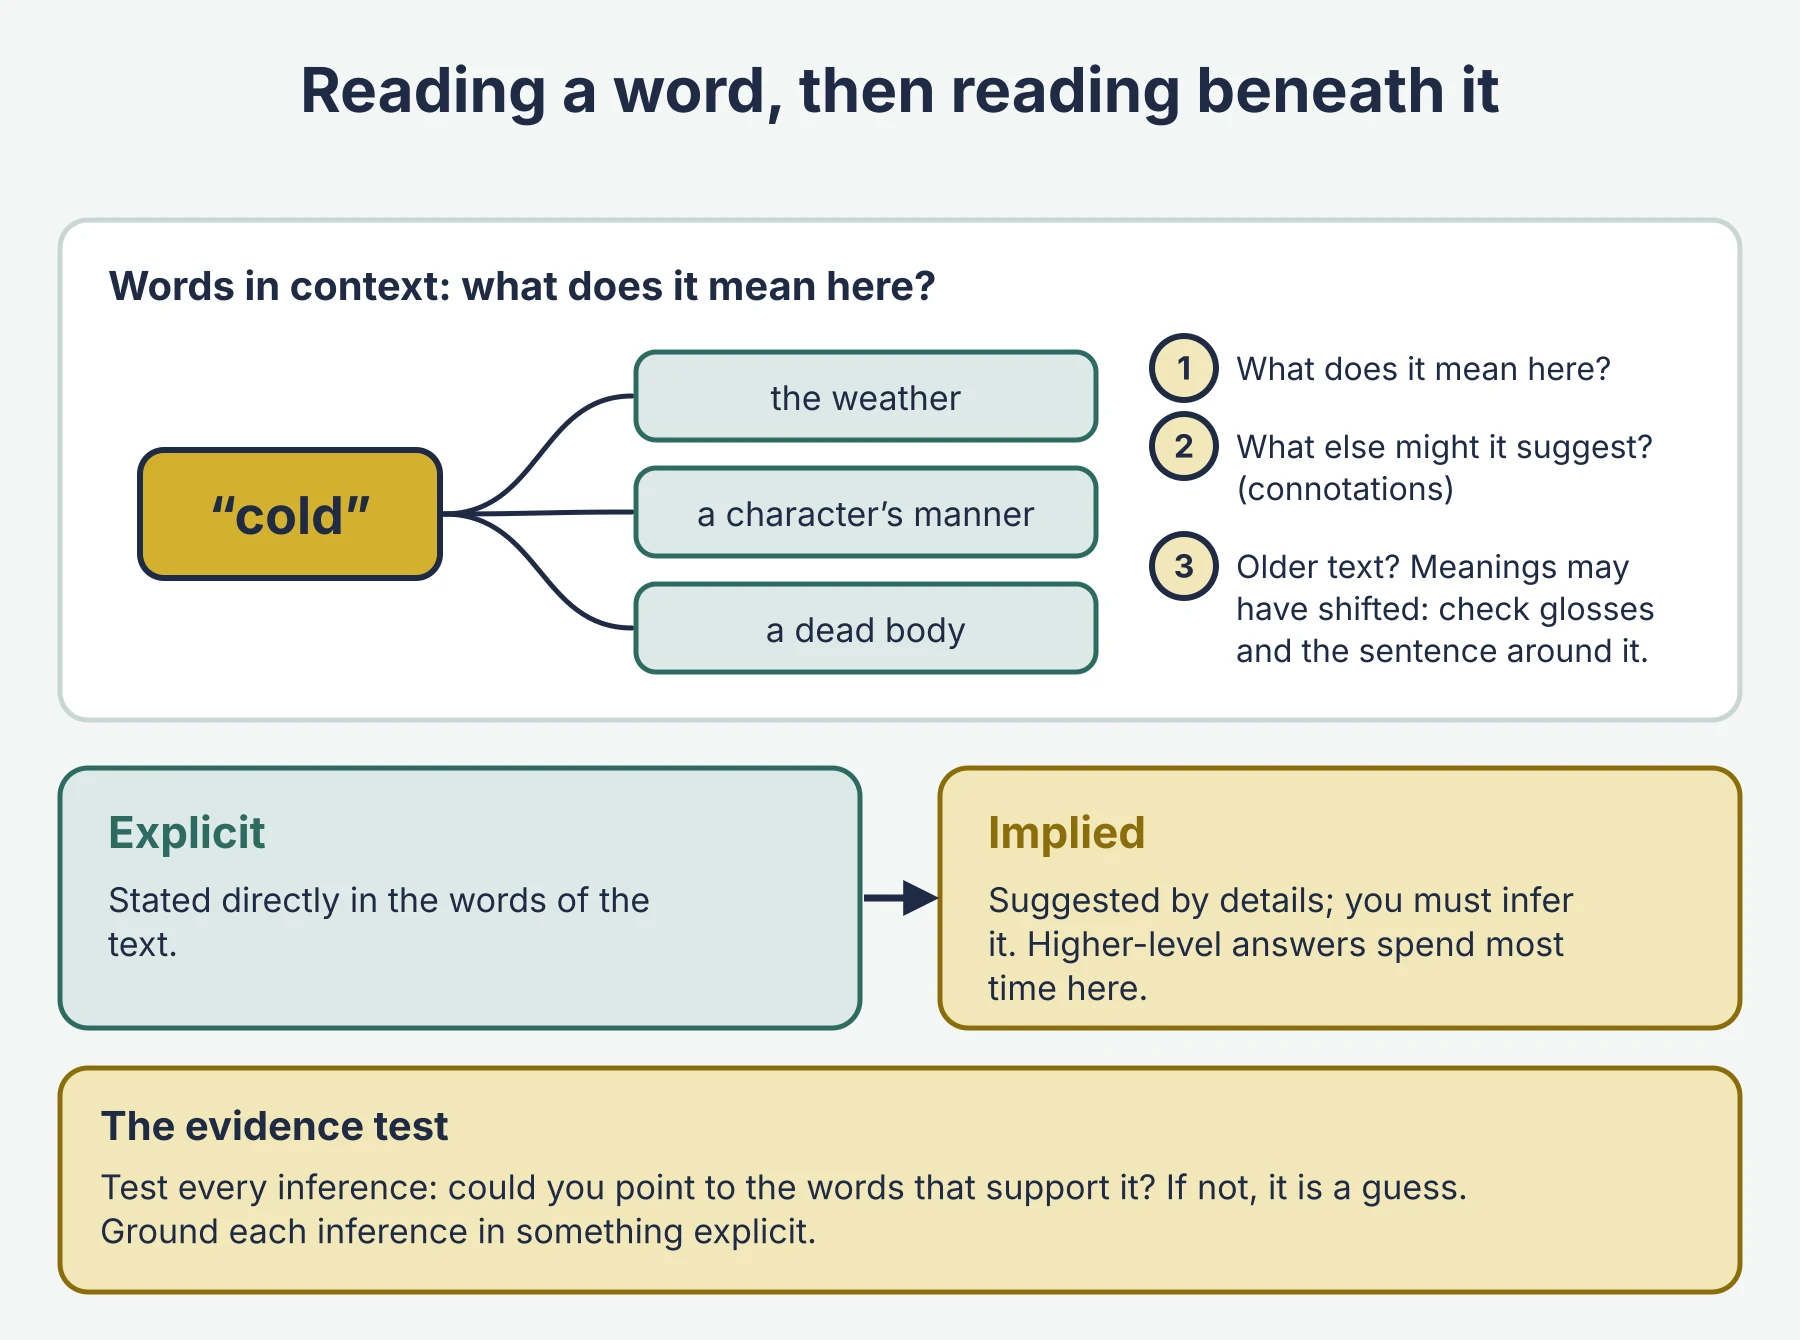 Reading a word, then reading beneath it
Words in context: what does it mean here?
“cold”
the weather
a character’s manner
a dead body
1 What does it mean here?
2 What else might it suggest?
(connotations)
3 Older text? Meanings may
have shifted: check glosses
and the sentence around it.
Explicit
Stated directly in the words of the
text.
Implied
Suggested by details; you must infer
it. Higher-level answers spend most
time here.
The evidence test
Test every inference: could you point to the words that support it? If not, it is a guess.
Ground each inference in something explicit.